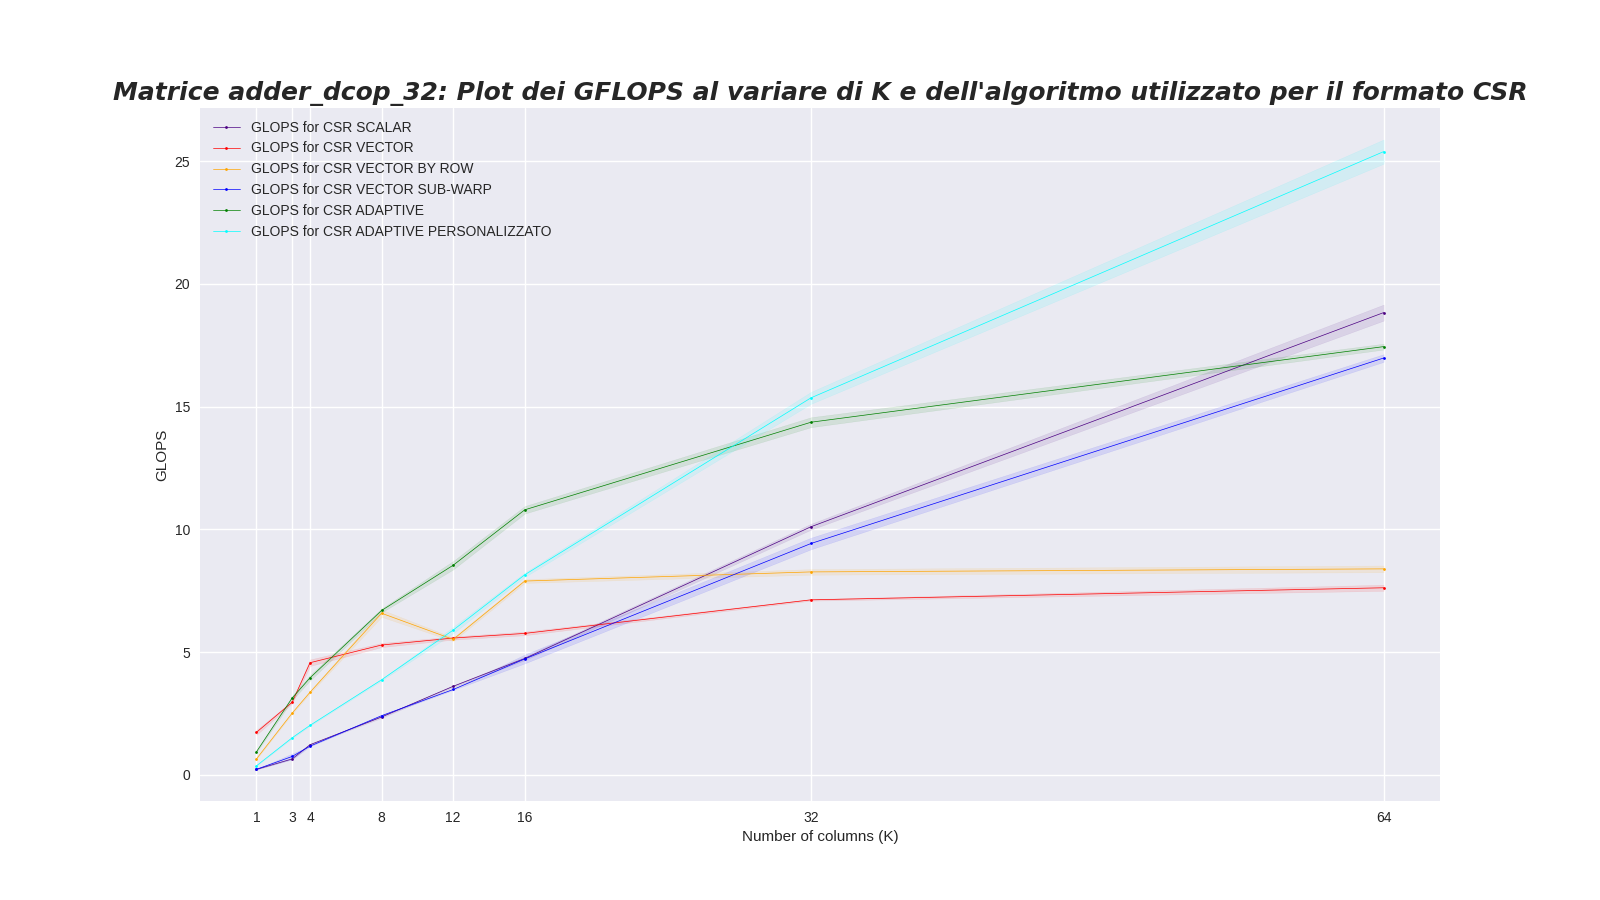 Matrice adder_dcop_32: Plot dei GFLOPS al variare di K e dell'algoritmo utilizzato per il formato CSR
GLOPS for CSR SCALAR
GLOPS for CSR VECTOR
GLOPS for CSR VECTOR BY ROW
GLOPS for CSR VECTOR SUB-WARP
GLOPS for CSR ADAPTIVE
GLOPS for CSR ADAPTIVE PERSONALIZZATO
25
20
15
10
5
0
GLOPS
1 3 4 8 12 16 32 64
Number of columns (K)